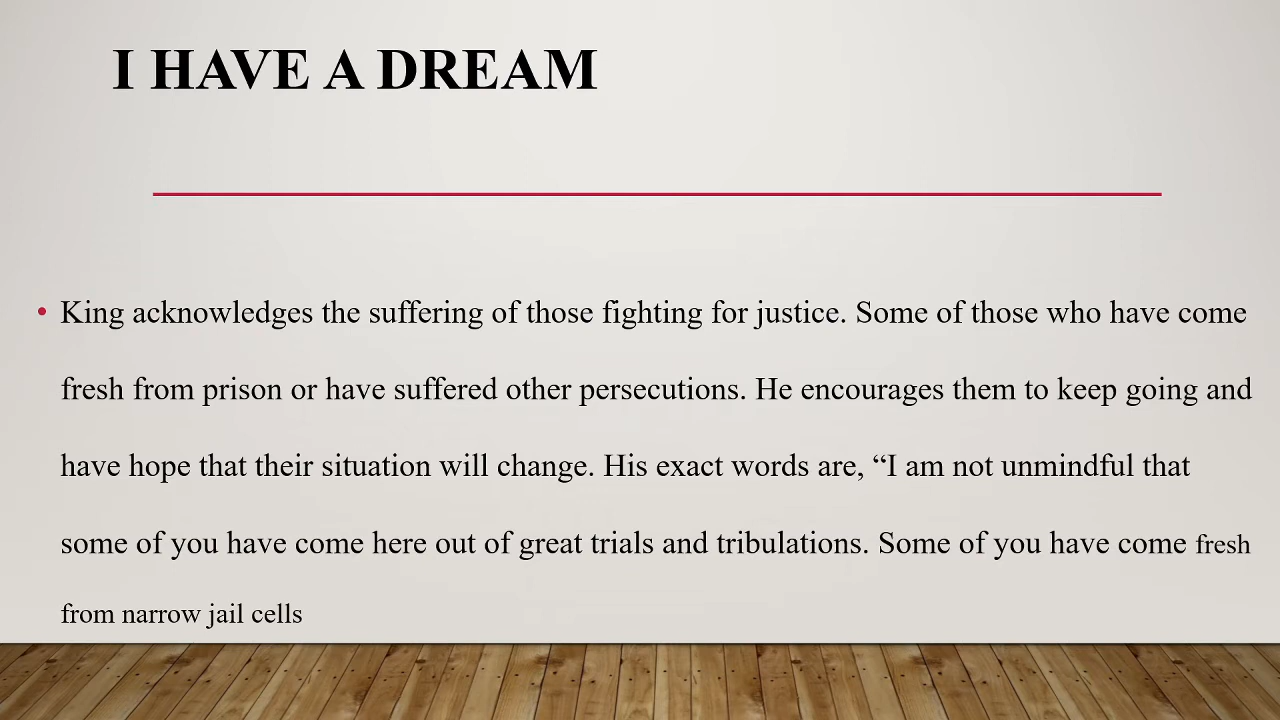 I HAVE A DREAM
• King acknowledges the suffering of those fighting for justice. Some of those who have come
fresh from prison or have suffered other persecutions. He encourages them to keep going and
have hope that their situation will change. His exact words are, “I am not unmindful that
some of you have come here out of great trials and tribulations. Some of you have come fresh
from narrow jail cells